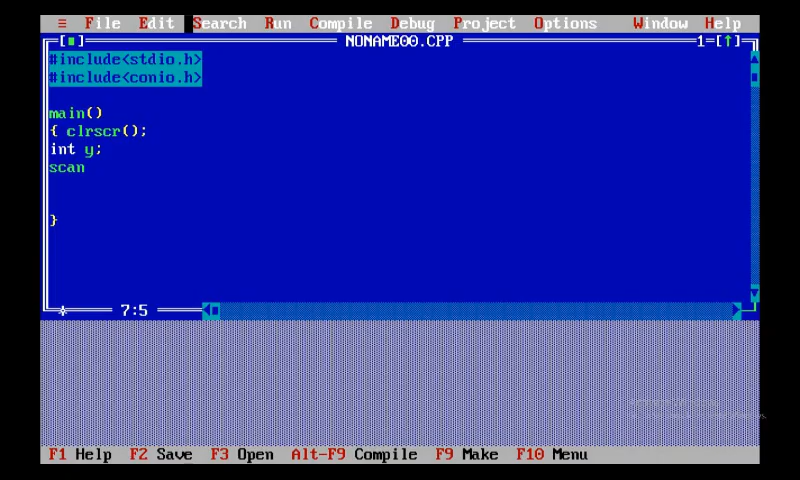 ≡ File Edit Search Run Compile Debug Project Options Window Help
[■] NONAME00.CPP 1=[↑]
#include<stdio.h>
#include<conio.h>
main()
{ clrscr();
int y;
scan
}
7:5
F1 Help F2 Save F3 Open Alt-F9 Compile F9 Make F10 Menu